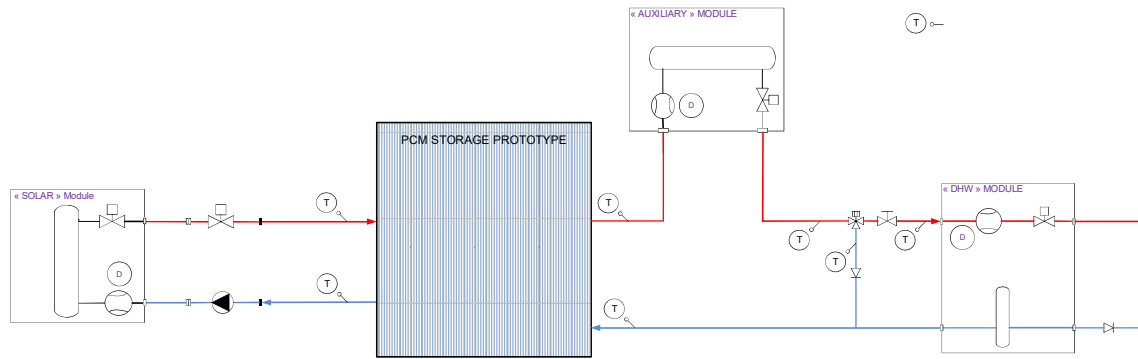 « AUXILIARY » MODULE
T
D
PCM STORAGE PROTOTYPE
« SOLAR » Module
« DHW » MODULE
T
T
T
T
D
T
D
T
T
T